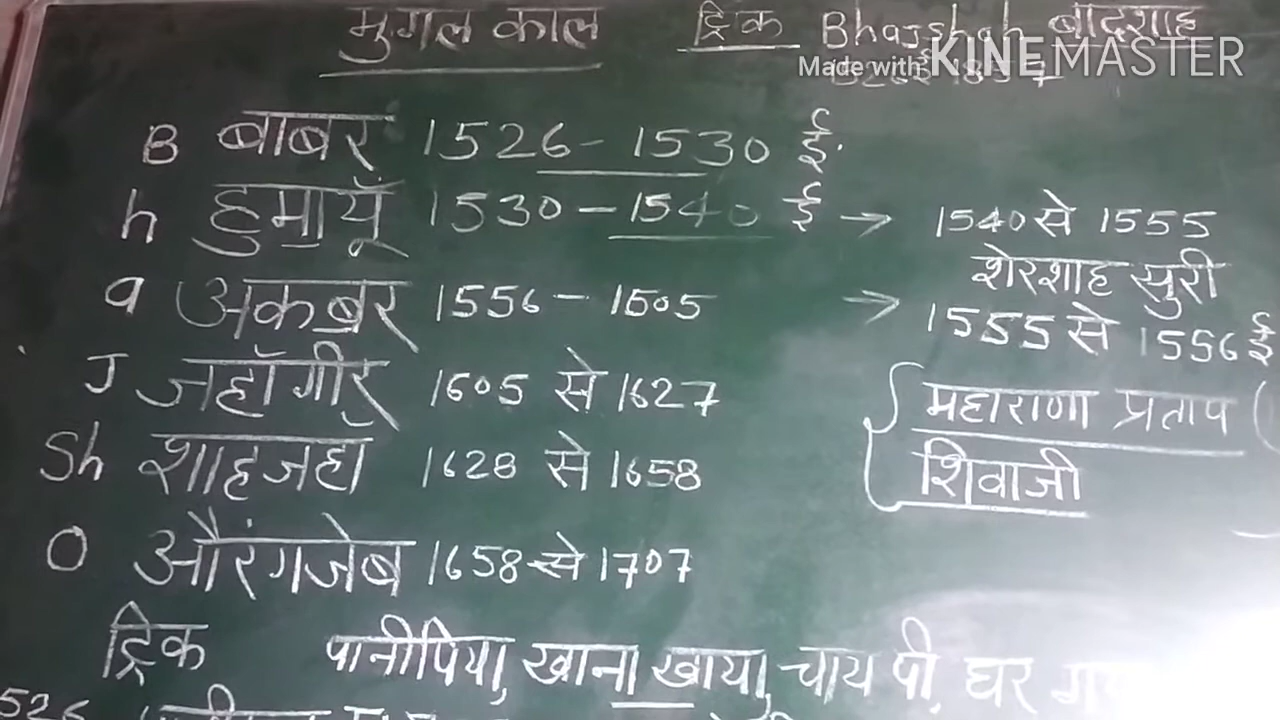 मुगल काल ट्रिक Bhajshah बादशाह
Made with KINEMASTER
B बाबर 1526 - 1530 ई.
h हुमायूँ 1530 - 1540 ई → 1540 से 1555
शेरशाह सुरी
a अकबर 1556 - 1605 → 1555 से 1556 ई
J जहाँगीर 1605 से 1627
महाराणा प्रताप
Sh शाहजहाँ 1628 से 1658
शिवाजी
O औरंगजेब 1658 से 1707
ट्रिक पानीपिया, खाना खाया, चाय पी, घर